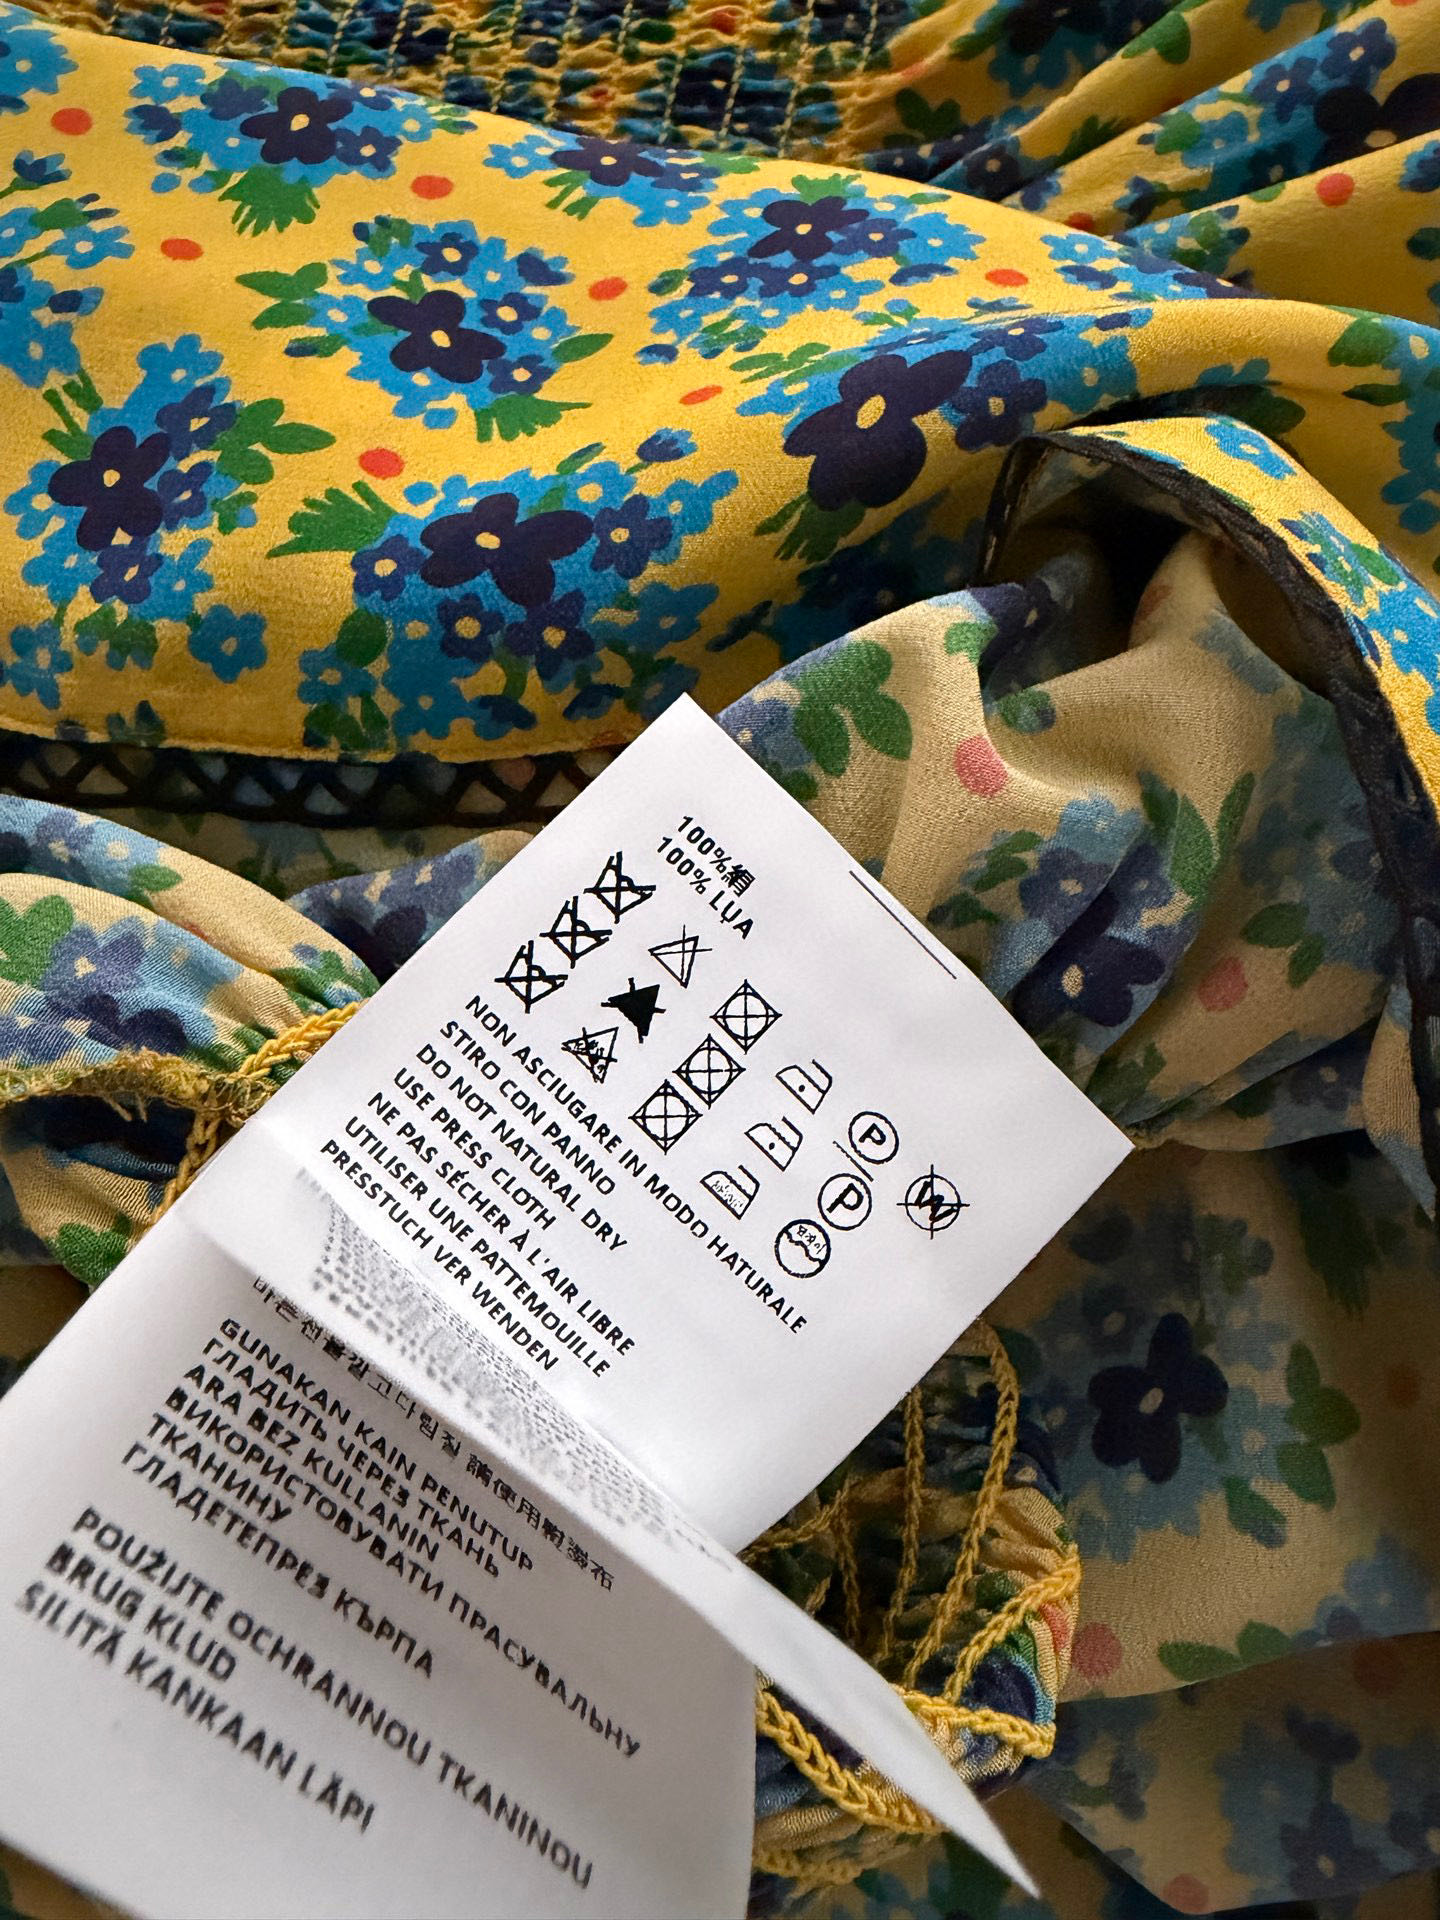 100%絹
100% LỤA
NON ASCIUGARE IN MODO HATURALE
STIRO CON PANNO
DO NOT NATURAL DRY
USE PRESS CLOTH
NE PAS SÉCHER À L'AIR LIBRE
UTILISER UNE PATTEMOUILLE
PRESSTUCH VER WENDEN
GUNAKAN KAIN PENUTUP
ГЛАДИТЬ ЧЕРЕЗ ТКАНЬ
ARA BEZ KULLANIN
ВИКОРИСТОВУВАТИ ПРАСУВАЛЬНУ
ТКАНИНУ
ГЛАДЕТЕПРЕЗ КЪРПА
POUŽIJTE OCHRANNOU TKANINOU
BRUG KLUD
SILITÄ KANKAAN LÄPI